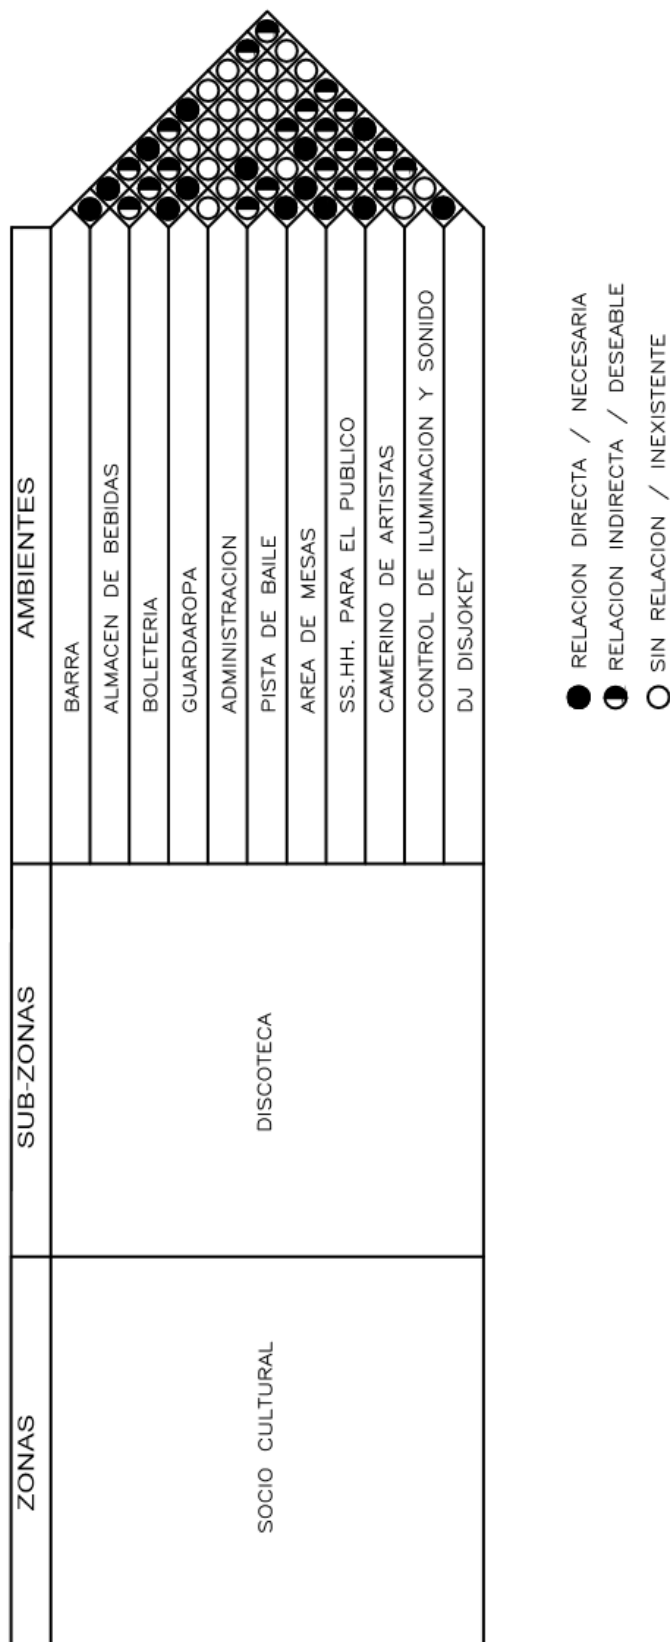 ZONAS
SUB-ZONAS
AMBIENTES
SOCIO CULTURAL
DISCOTECA
BARRA
ALMACEN DE BEBIDAS
BOLETERIA
GUARDAROPA
ADMINISTRACION
PISTA DE BAILE
AREA DE MESAS
SS.HH. PARA EL PUBLICO
CAMERINO DE ARTISTAS
CONTROL DE ILUMINACION Y SONIDO
DJ DISJOKEY
RELACION DIRECTA / NECESARIA
RELACION INDIRECTA / DESEABLE
SIN RELACION / INEXISTENTE